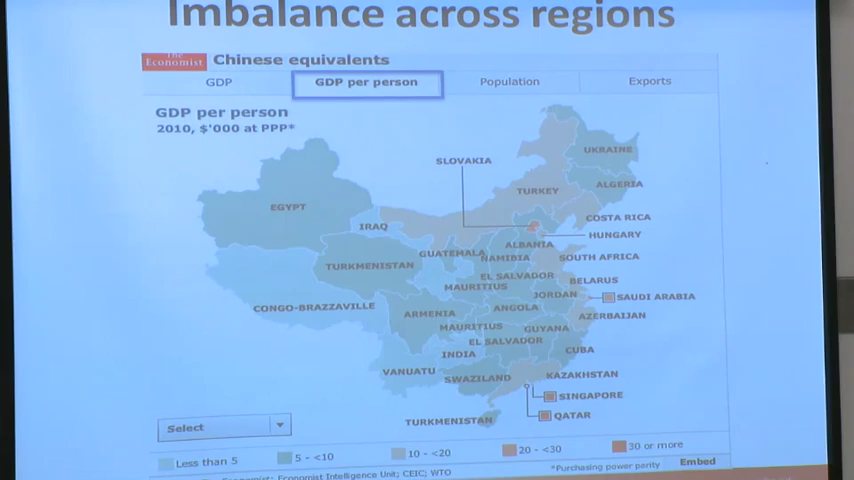 Imbalance across regions
The Economist
Chinese equivalents
GDP
GDP per person
Population
Exports
GDP per person
2010, $'000 at PPP*
SLOVAKIA
UKRAINE
TURKEY
ALGERIA
EGYPT
COSTA RICA
IRAQ
HUNGARY
ALBANIA
GUATEMALA
NAMIBIA
SOUTH AFRICA
TURKMENISTAN
EL SALVADOR
BELARUS
MAURITIUS
JORDAN
SAUDI ARABIA
CONGO-BRAZZAVILLE
ANGOLA
ARMENIA
AZERBAIJAN
MAURITIUS
GUYANA
EL SALVADOR
INDIA
CUBA
VANUATU
SWAZILAND
KAZAKHSTAN
SINGAPORE
QATAR
TURKMENISTAN
Select
Less than 5
5 - <10
10 - <20
20 - <30
30 or more
Economist; Economist Intelligence Unit; CEIC; WTO
*Purchasing power parity
Embed